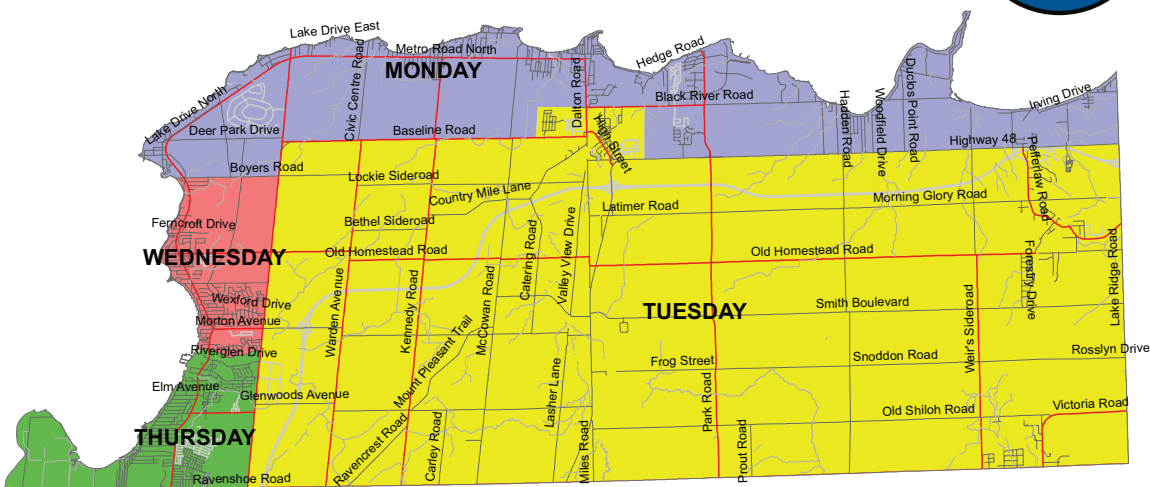 Lake Drive East
Metro Road North
MONDAY
Hedge Road
Lake Drive North
Civic Centre Road
Dalton Road
Black River Road
Duclos Point Road
Irving Drive
Deer Park Drive
Baseline Road
High Street
Hadden Road
Woodfield Drive
Highway 48
Pefferlaw Road
Boyers Road
Lockie Sideroad
Country Mile Lane
Latimer Road
Morning Glory Road
Ferncroft Drive
Bethel Sideroad
WEDNESDAY
Old Homestead Road
Catering Road
Valley View Drive
Old Homestead Road
Forestry Drive
Lake Ridge Road
Wexford Drive
Warden Avenue
Kennedy Road
McCowan Road
TUESDAY
Smith Boulevard
Weir's Sideroad
Morton Avenue
Mount Pleasant Trail
Riverglen Drive
Frog Street
Snoddon Road
Rosslyn Drive
Elm Avenue
Glenwoods Avenue
Lasher Lane
Park Road
Old Shiloh Road
Victoria Road
THURSDAY
Ravencrest Road
Carley Road
Miles Road
Prout Road
Ravenshoe Road